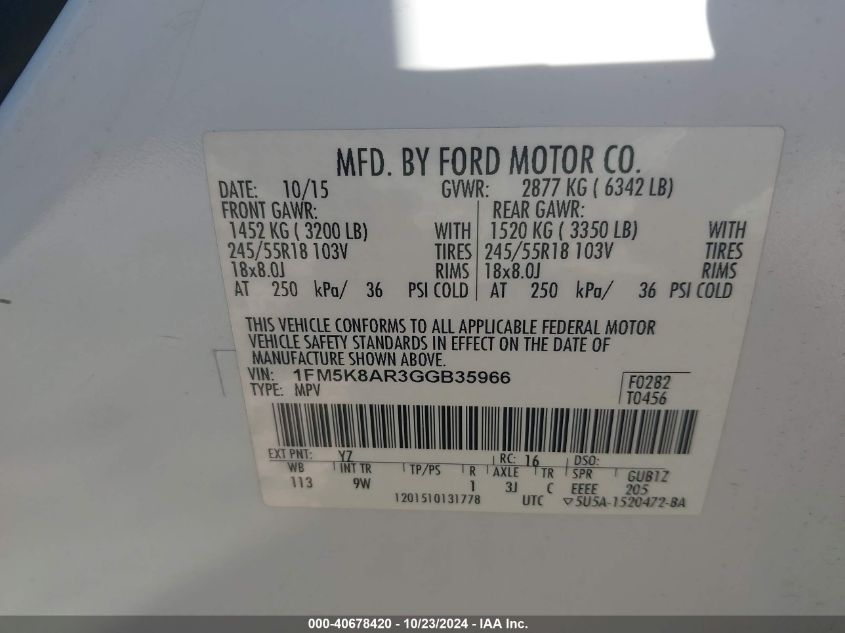 MFD. BY FORD MOTOR CO.
DATE: 10/15 GVWR: 2877 KG ( 6342 LB)
FRONT GAWR: REAR GAWR:
1452 KG ( 3200 LB) WITH 1520 KG ( 3350 LB) WITH
245/55R18 103V TIRES 245/55R18 103V TIRES
18x8.0J RIMS 18x8.0J RIMS
AT 250 kPa/ 36 PSI COLD AT 250 kPa/ 36 PSI COLD
THIS VEHICLE CONFORMS TO ALL APPLICABLE FEDERAL MOTOR
VEHICLE SAFETY STANDARDS IN EFFECT ON THE DATE OF
MANUFACTURE SHOWN ABOVE.
VIN: 1FM5K8AR3GGB35966
TYPE: MPV
F0282
T0456
EXT PNT: YZ RC: 16 DSO:
WB INT TR TP/PS R AXLE TR SPR GUB1Z
113 9W 1 3J C EEEE 205
1201510131778 UTC ▽5U5A-1520472-BA
000-40678420 - 10/23/2024 - IAA Inc.